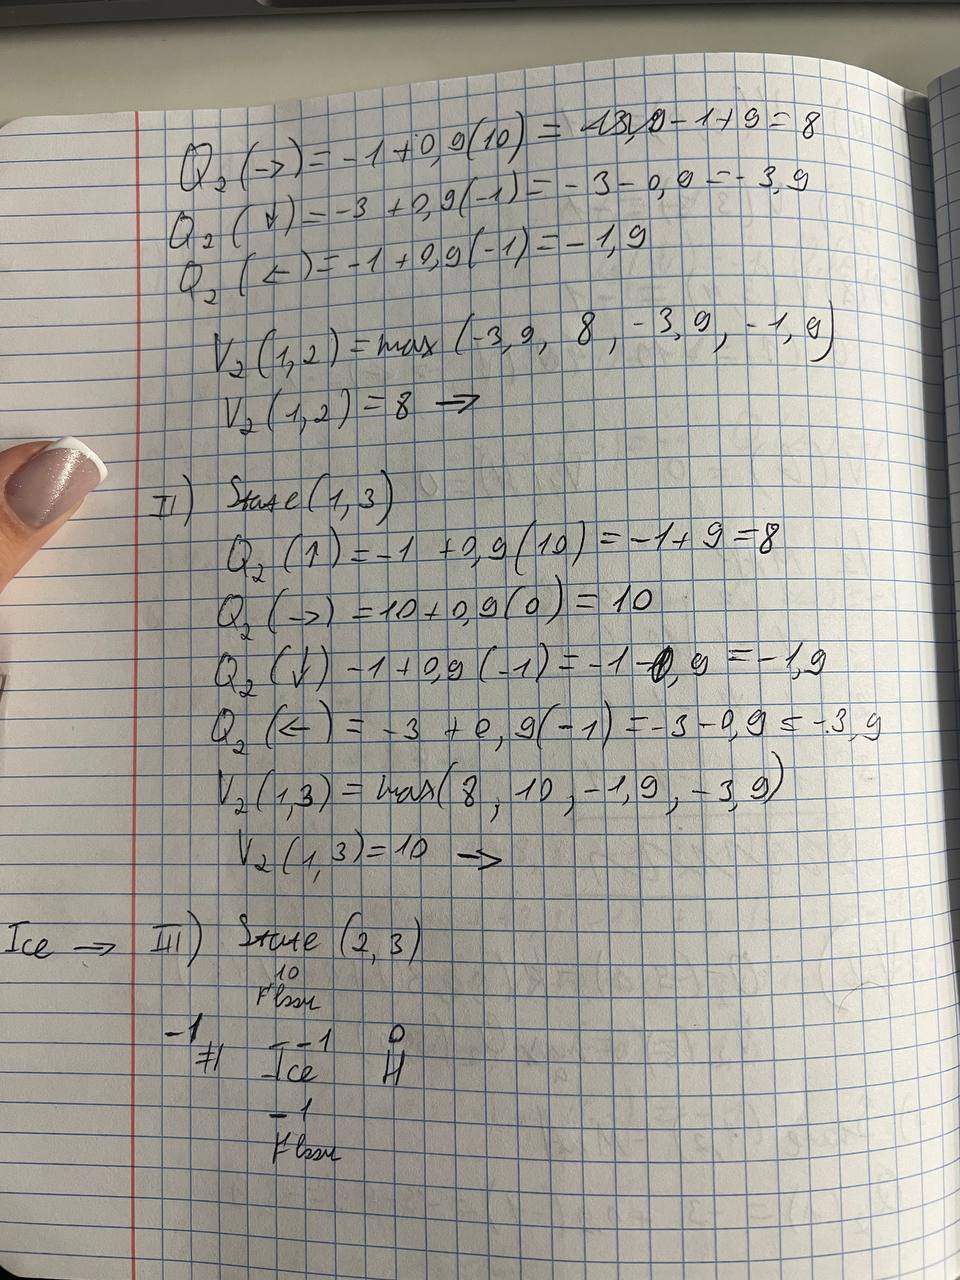 Q₂(→) = -1 + 0,9(10) = -1 + 9 = 8
Q₂(↓) = -3 + 0,9(-1) = -3 - 0,9 = -3,9
Q₂(←) = -1 + 0,9(-1) = -1,9
V₂(1,2) = max(-3,9, 8, -3,9, -1,9)
V₂(1,2) = 8 →
II) State(1,3)
Q₂(↑) = -1 + 0,9(10) = -1 + 9 = 8
Q₂(→) = 10 + 0,9(0) = 10
Q₂(↓) -1 + 0,9(-1) = -1 - 0,9 = -1,9
Q₂(←) = -3 + 0,9(-1) = -3 - 0,9 = -3,9
V₂(1,3) = max(8, 10, -1,9, -3,9)
V₂(1,3) = 10 →
Ice ⇒ III) State (2,3)
10
Floor
-1 -1 0
Ice H
-1
Floor